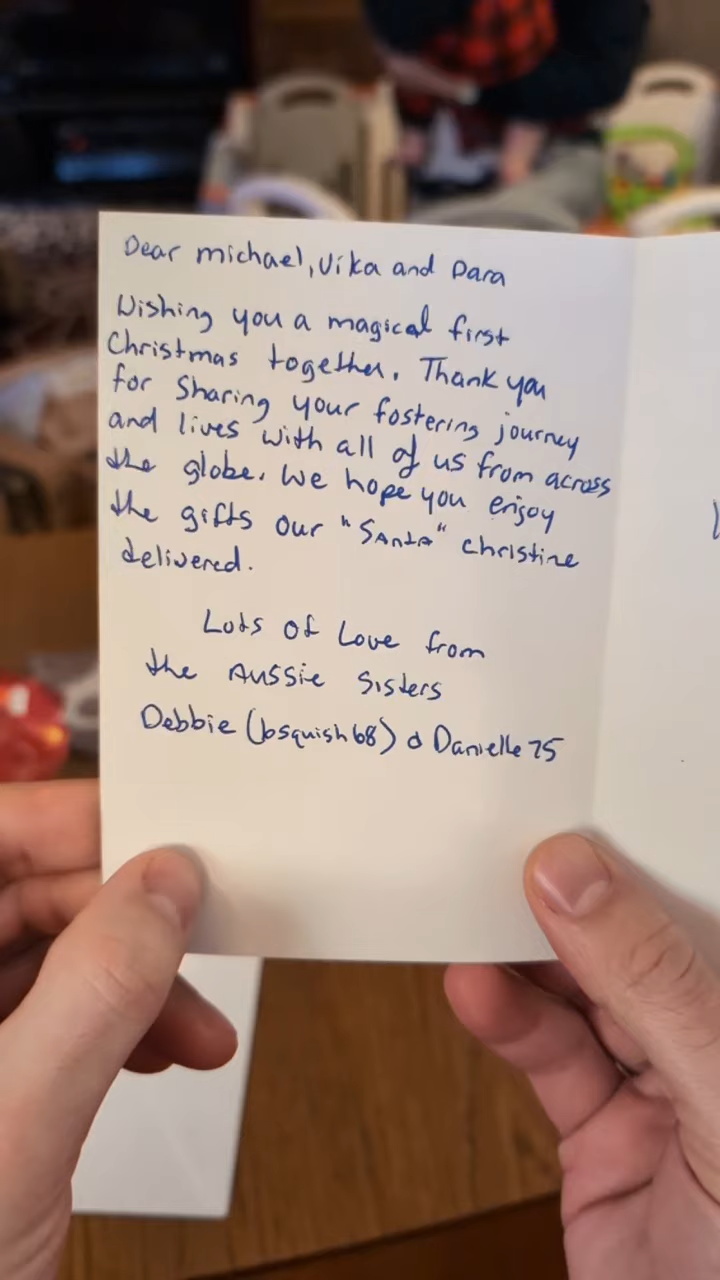 Dear michael, Vika and Dara
Wishing you a magical first
Christmas together. Thank you
for sharing your fostering journey
and lives with all of us from across
the globe. We hope you enjoy
the gifts our "Santa" christine
delivered.
Lots of Love from
the Aussie Sisters
Debbie (bsquish68) & Danielle 75